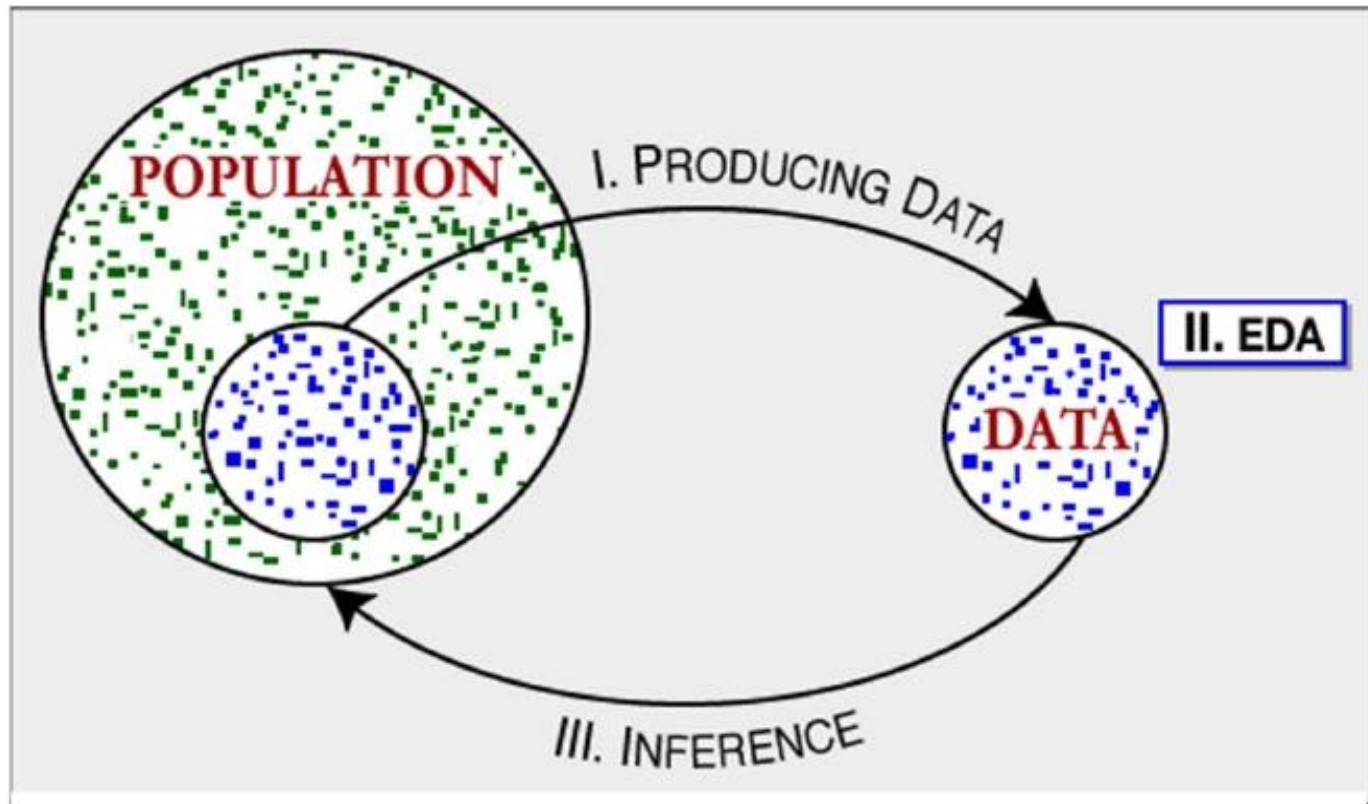 POPULATION
I. PRODUCING DATA
II. EDA
DATA
III. INFERENCE